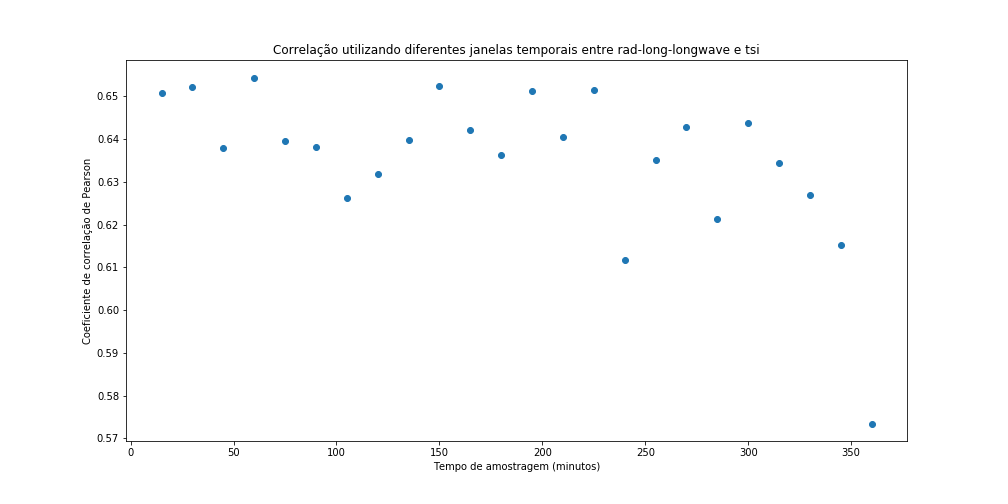 Correlação utilizando diferentes janelas temporais entre rad-long-longwave e tsi
Coeficiente de correlação de Pearson
0.65
0.64
0.63
0.62
0.61
0.60
0.59
0.58
0.57
0 50 100 150 200 250 300 350
Tempo de amostragem (minutos)